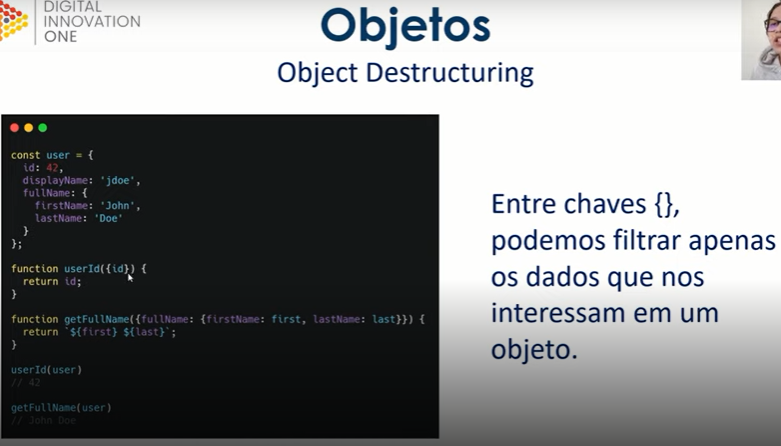 DIGITAL
INNOVATION
ONE
Objetos
Object Destructuring
const user = {
  id: 42,
  displayName: 'jdoe',
  fullName: {
    firstName: 'John',
    lastName: 'Doe'
  }
};
function userId({id}) {
  return id;
}
function getFullName({fullName: {firstName: first, lastName: last}}) {
  return `${first} ${last}`;
}
userId(user)
// 42
getFullName(user)
// John Doe
Entre chaves {},
podemos filtrar apenas
os dados que nos
interessam em um
objeto.